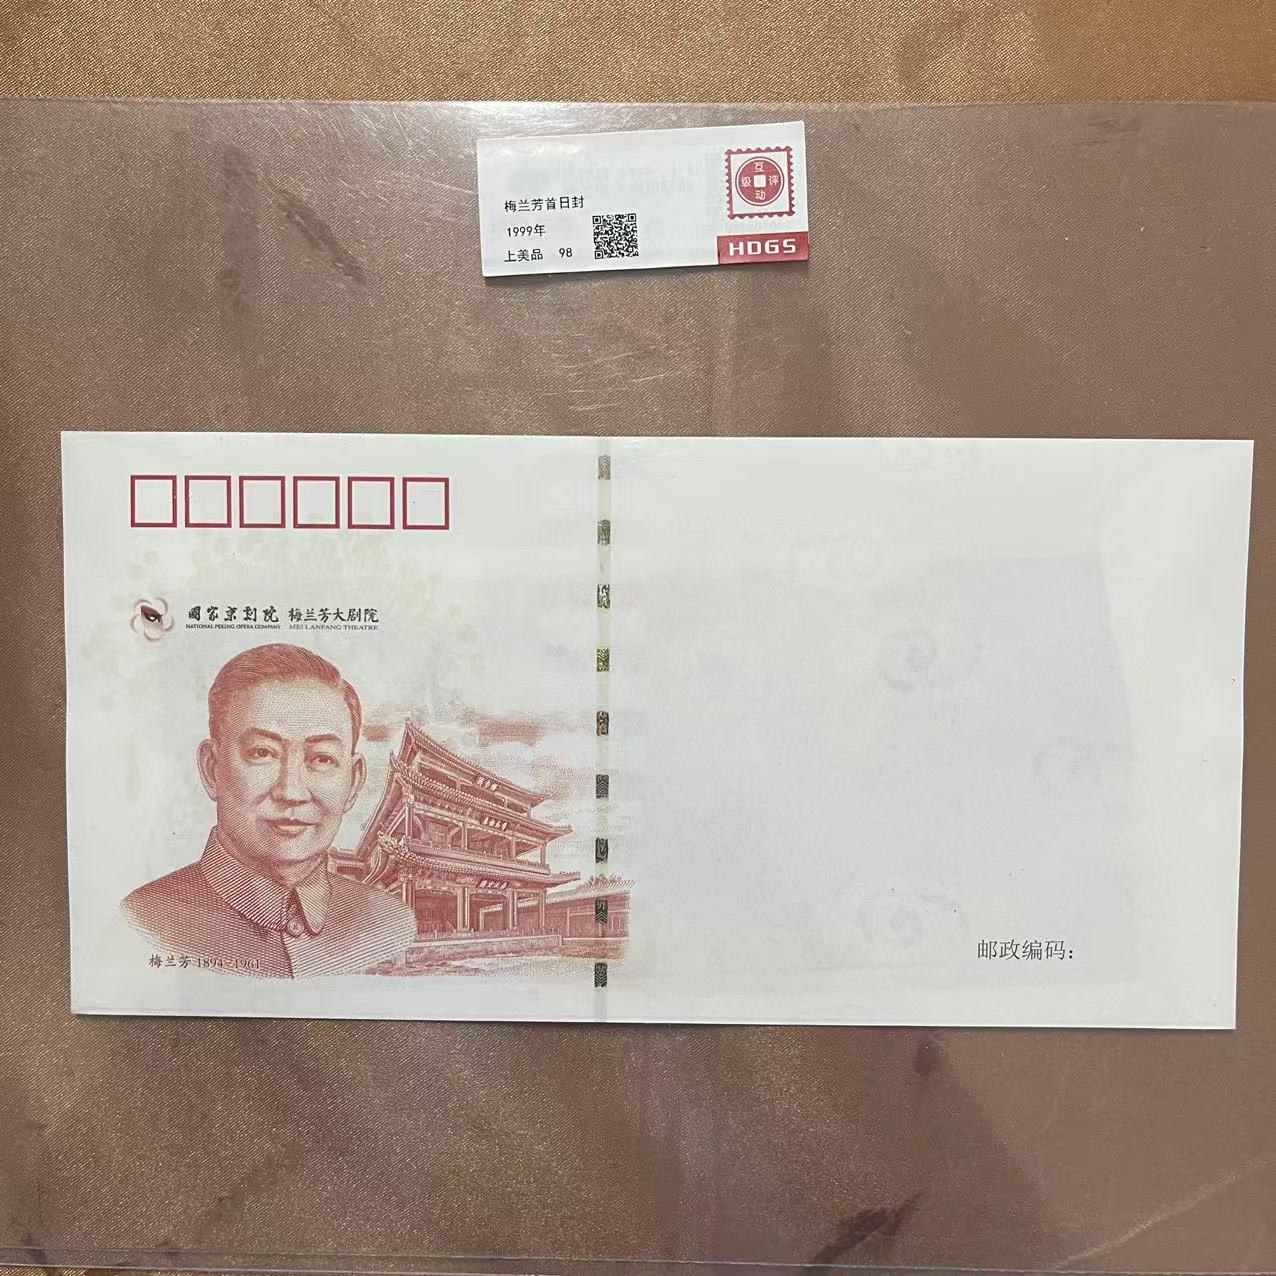 梅兰芳首日封
1999年
上美品 98
互
级 评
动
HDGS
國家京剧院 梅兰芳大剧院
NATIONAL PEKING OPERA COMPANY MEI LANFANG THEATRE
梅兰芳 1894-1961
邮政编码：